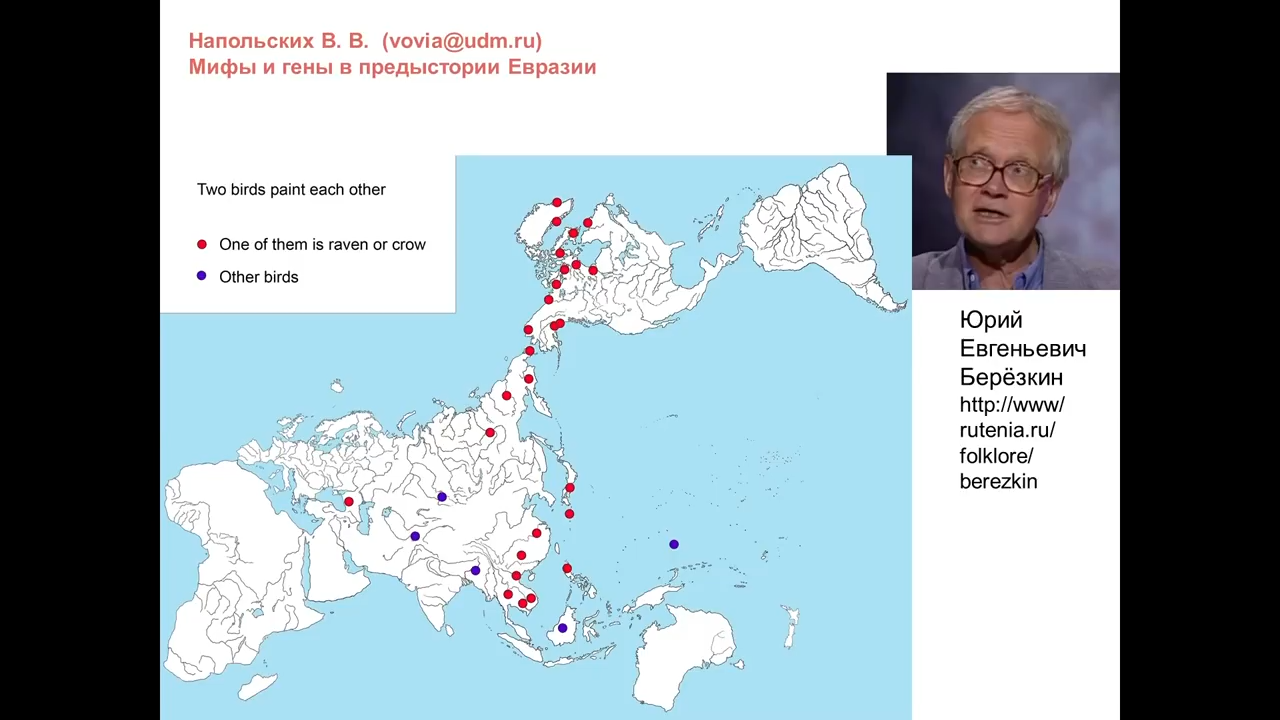 Напольских В. В. (vovia@udm.ru)
Мифы и гены в предыстории Евразии
Two birds paint each other
One of them is raven or crow
Other birds
Юрий
Евгеньевич
Берёзкин
http://www/
rutenia.ru/
folklore/
berezkin